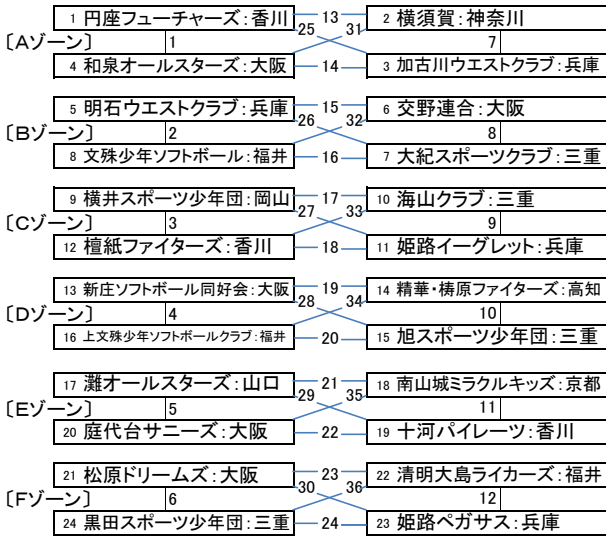 1 円座フューチャーズ:香川 13 2 横須賀:神奈川
25 31
〔Aゾーン〕 1 7
4 和泉オールスターズ:大阪 14 3 加古川ウエストクラブ:兵庫
5 明石ウエストクラブ:兵庫 15 6 交野連合:大阪
26 32
〔Bゾーン〕 2 8
8 文殊少年ソフトボール:福井 16 7 大紀スポーツクラブ:三重
9 横井スポーツ少年団:岡山 17 10 海山クラブ:三重
27 33
〔Cゾーン〕 3 9
12 檀紙ファイターズ:香川 18 11 姫路イーグレット:兵庫
13 新庄ソフトボール同好会:大阪 19 14 精華・梼原ファイターズ:高知
28 34
〔Dゾーン〕 4 10
16 上文殊少年ソフトボールクラブ:福井 20 15 旭スポーツ少年団:三重
17 灘オールスターズ:山口 21 18 南山城ミラクルキッズ:京都
29 35
〔Eゾーン〕 5 11
20 庭代台サニーズ:大阪 22 19 十河パイレーツ:香川
21 松原ドリームズ:大阪 23 22 清明大島ライカーズ:福井
30 36
〔Fゾーン〕 6 12
24 黒田スポーツ少年団:三重 24 23 姫路ペガサス:兵庫